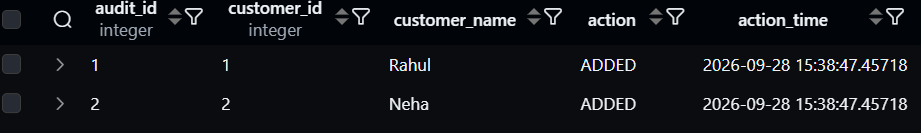 audit_id customer_id customer_name action action_time
integer integer
1 1 Rahul ADDED 2026-09-28 15:38:47.45718
2 2 Neha ADDED 2026-09-28 15:38:47.45718